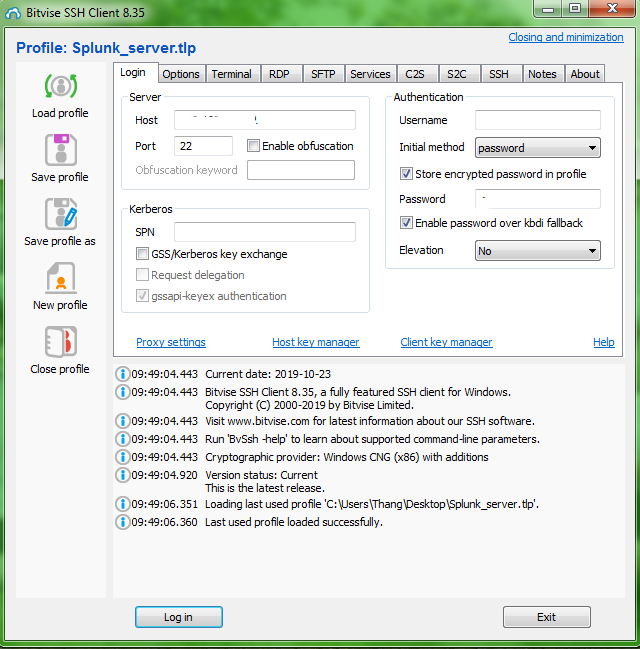 Bitvise SSH Client 8.35
Profile: Splunk_server.tlp
Closing and minimization
Load profile
Save profile
Save profile as
New profile
Close profile
Login Options Terminal RDP SFTP Services C2S S2C SSH Notes About
Server
Host
Port 22 Enable obfuscation
Obfuscation keyword
Kerberos
SPN
GSS/Kerberos key exchange
Request delegation
gssapi-keyex authentication
Authentication
Username
Initial method password
Store encrypted password in profile
Password
Enable password over kbdi fallback
Elevation No
Proxy settings Host key manager Client key manager Help
09:49:04.443 Current date: 2019-10-23
09:49:04.443 Bitvise SSH Client 8.35, a fully featured SSH client for Windows.
Copyright (C) 2000-2019 by Bitvise Limited.
09:49:04.443 Visit www.bitvise.com for latest information about our SSH software.
09:49:04.443 Run 'BvSsh -help' to learn about supported command-line parameters.
09:49:04.443 Cryptographic provider: Windows CNG (x86) with additions
09:49:04.920 Version status: Current
This is the latest release.
09:49:06.351 Loading last used profile 'C:\Users\Thang\Desktop\Splunk_server.tlp'.
09:49:06.360 Last used profile loaded successfully.
Log in Exit